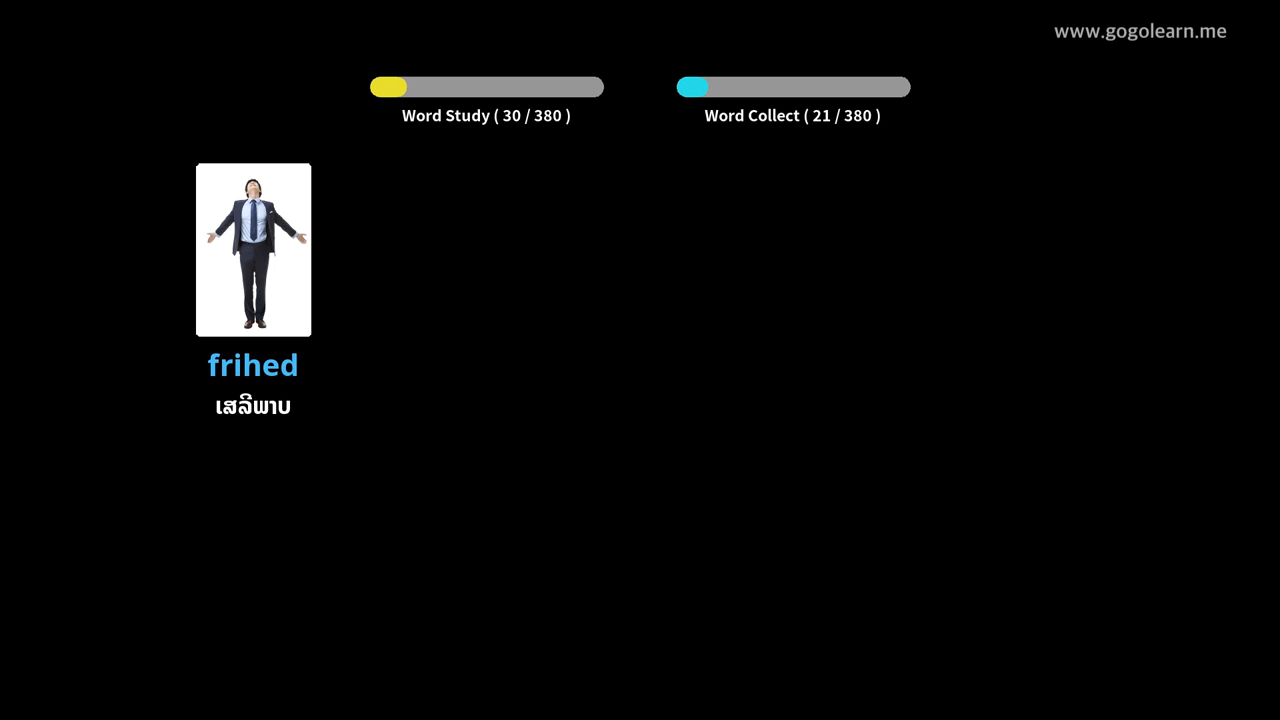 www.gogolearn.me
Word Study ( 30 / 380 )
Word Collect ( 21 / 380 )
frihed
ເສລີພາບ